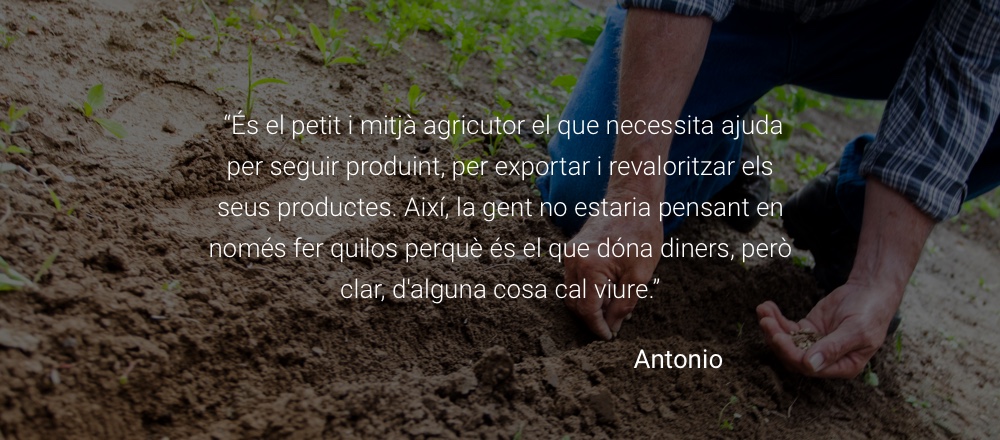 “És el petit i mitjà agricutor el que necessita ajuda
per seguir produint, per exportar i revaloritzar els
seus productes. Així, la gent no estaria pensant en
només fer quilos perquè és el que dóna diners, però
clar, d'alguna cosa cal viure.”
Antonio